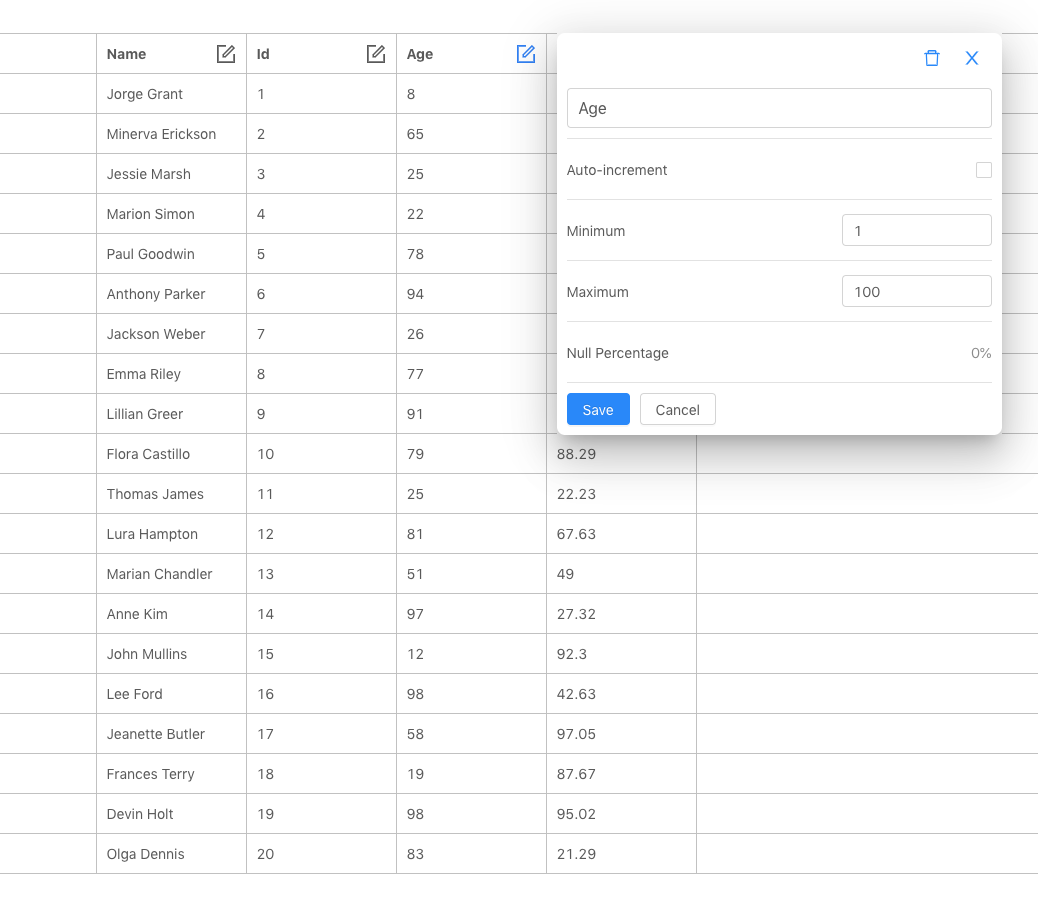 Name Id Age
Age
Auto-increment
Minimum 1
Maximum 100
Null Percentage 0%
Save Cancel
Jorge Grant 1 8
Minerva Erickson 2 65
Jessie Marsh 3 25
Marion Simon 4 22
Paul Goodwin 5 78
Anthony Parker 6 94
Jackson Weber 7 26
Emma Riley 8 77
Lillian Greer 9 91
Flora Castillo 10 79 88.29
Thomas James 11 25 22.23
Lura Hampton 12 81 67.63
Marian Chandler 13 51 49
Anne Kim 14 97 27.32
John Mullins 15 12 92.3
Lee Ford 16 98 42.63
Jeanette Butler 17 58 97.05
Frances Terry 18 19 87.67
Devin Holt 19 98 95.02
Olga Dennis 20 83 21.29